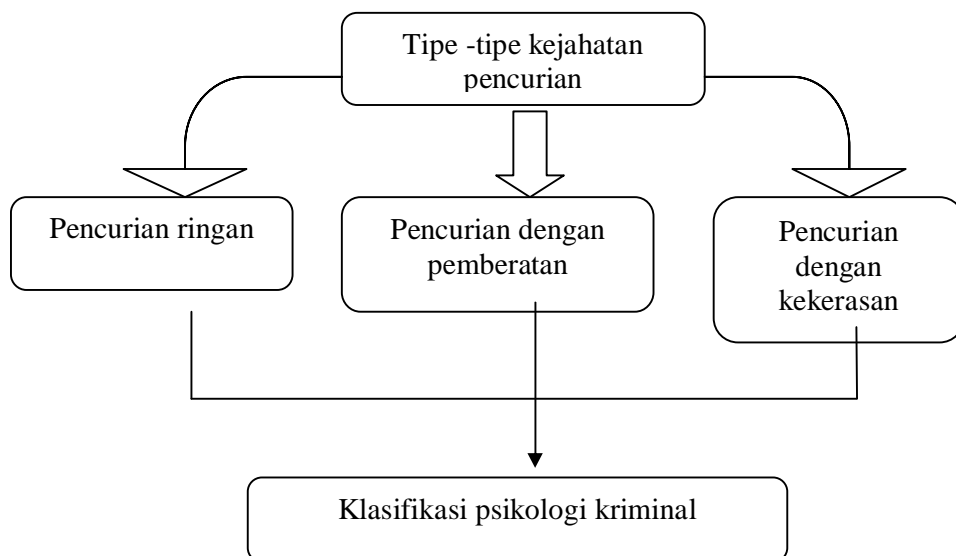 Tipe -tipe kejahatan
pencurian
Pencurian ringan
Pencurian dengan
pemberatan
Pencurian
dengan
kekerasan
Klasifikasi psikologi kriminal